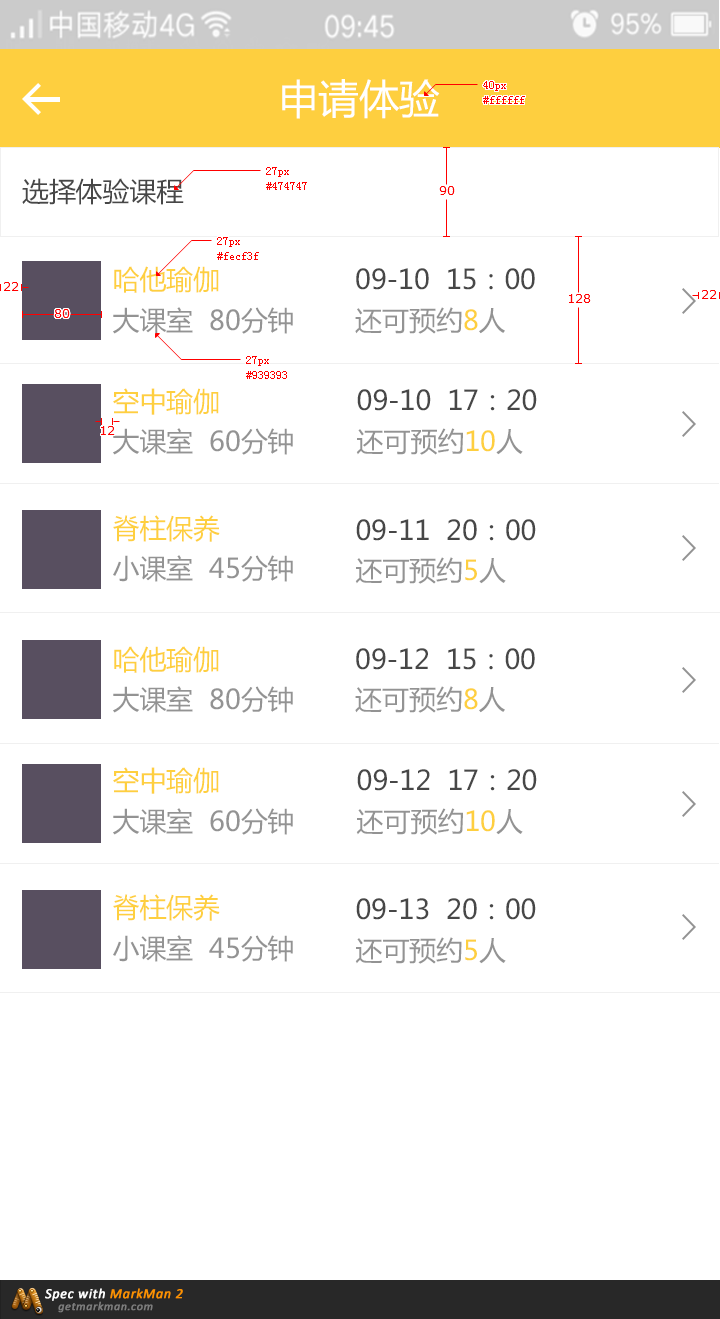 中国移动4G 09:45 95%
申请体验
40px
#ffffff
选择体验课程
27px
#474747
90
27px
#fecf3f
哈他瑜伽 09-10 15：00
22
80
128
22
大课室 80分钟 还可预约8人
27px
#939393
空中瑜伽 09-10 17：20
12
大课室 60分钟 还可预约10人
脊柱保养 09-11 20：00
小课室 45分钟 还可预约5人
哈他瑜伽 09-12 15：00
大课室 80分钟 还可预约8人
空中瑜伽 09-12 17：20
大课室 60分钟 还可预约10人
脊柱保养 09-13 20：00
小课室 45分钟 还可预约5人
Spec with MarkMan 2
getmarkman.com